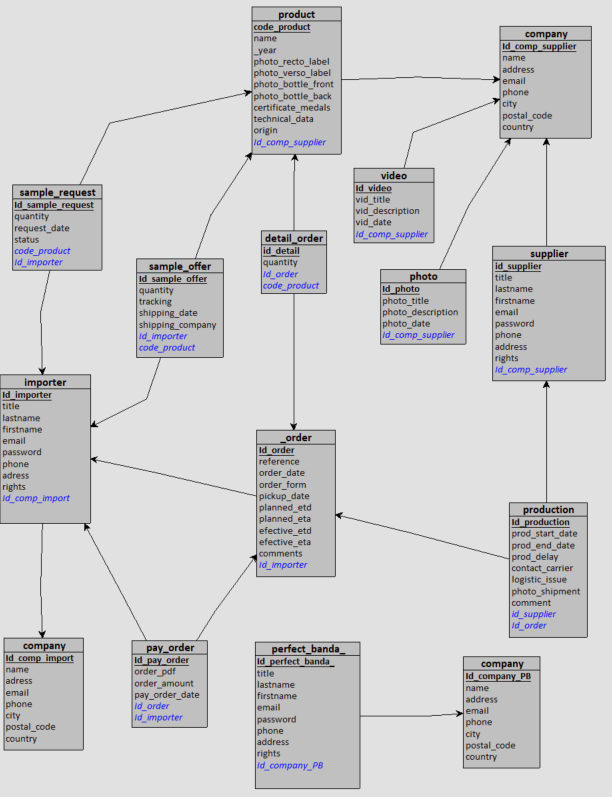 product
code_product
name
_year
photo_recto_label
photo_verso_label
photo_bottle_front
photo_bottle_back
certificate_medals
technical_data
origin
Id_comp_supplier
company
Id_comp_supplier
name
address
email
phone
city
postal_code
country
video
Id_video
vid_title
vid_description
vid_date
Id_comp_supplier
sample_request
Id_sample_request
quantity
request_date
status
code_product
Id_importer
detail_order
id_detail
quantity
Id_order
code_product
sample_offer
Id_sample_offer
quantity
tracking
shipping_date
shipping_company
Id_importer
code_product
photo
Id_photo
photo_title
photo_description
photo_date
Id_comp_supplier
supplier
id_supplier
title
lastname
firstname
email
password
phone
address
rights
Id_comp_supplier
importer
Id_importer
title
lastname
firstname
email
password
phone
adress
rights
Id_comp_import
_order
Id_order
reference
order_date
order_form
pickup_date
planned_etd
planned_eta
efective_etd
efective_eta
comments
Id_importer
production
Id_production
prod_start_date
prod_end_date
prod_delay
contact_carrier
logistic_issue
photo_shipment
comment
id_supplier
Id_order
company
Id_comp_import
name
adress
email
phone
city
postal_code
country
pay_order
Id_pay_order
order_pdf
order_amount
pay_order_date
Id_order
Id_importer
perfect_banda_
Id_perfect_banda_
title
lastname
firstname
email
password
phone
address
rights
Id_company_PB
company
Id_company_PB
name
address
email
phone
city
postal_code
country